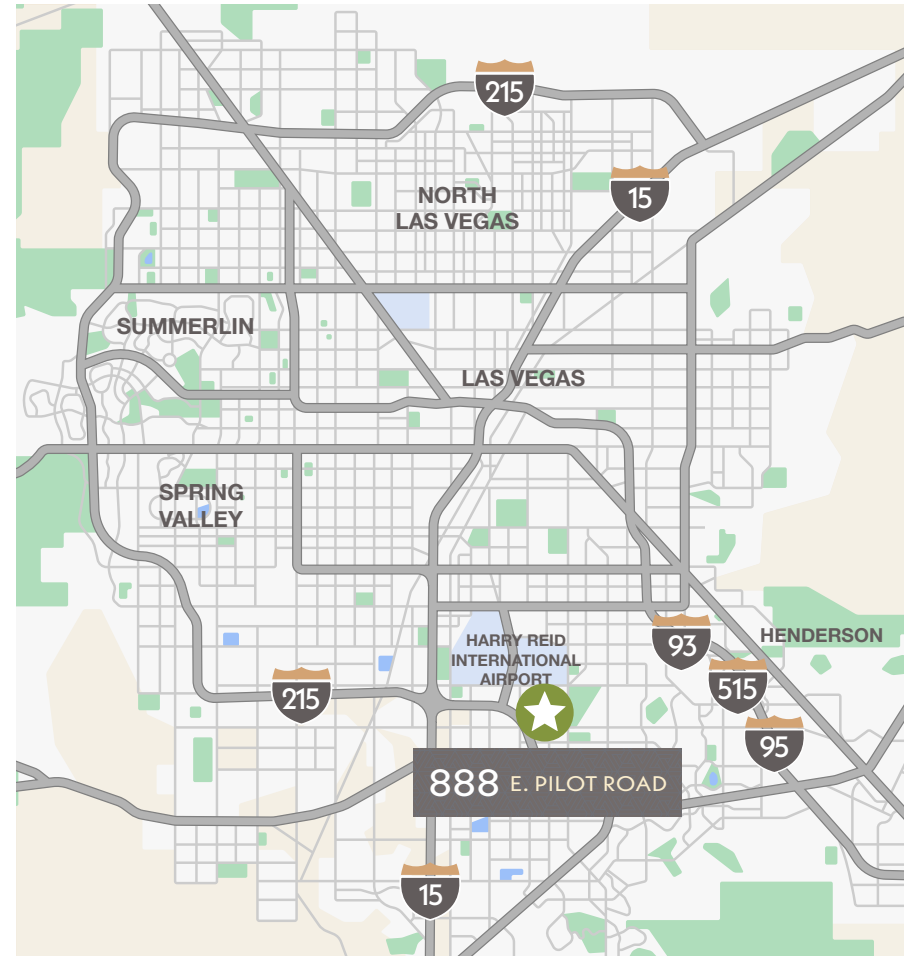 215
15
NORTH
LAS VEGAS
SUMMERLIN
LAS VEGAS
SPRING
VALLEY
HARRY REID
INTERNATIONAL
AIRPORT
93
HENDERSON
515
215
95
888 E. PILOT ROAD
15